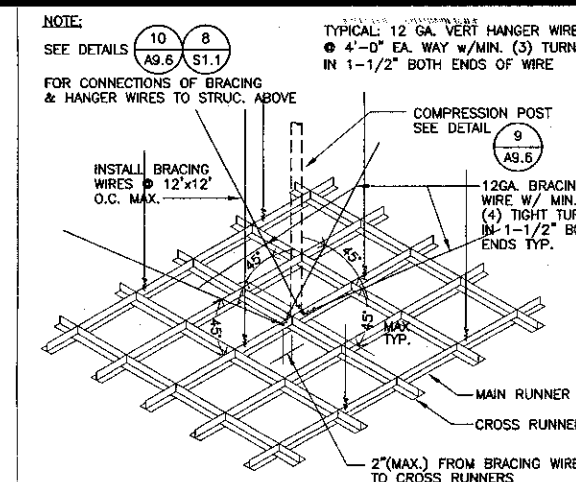 NOTE:
SEE DETAILS
10
A9.6
8
S1.1
FOR CONNECTIONS OF BRACING
& HANGER WIRES TO STRUC. ABOVE
TYPICAL: 12 GA. VERT HANGER WIRE
@ 4'-0" EA. WAY w/MIN. (3) TURN
IN 1-1/2" BOTH ENDS OF WIRE
COMPRESSION POST
SEE DETAIL
9
A9.6
INSTALL BRACING
WIRES @ 12'x12'
O.C. MAX.
12GA. BRACIN
WIRE W/ MIN.
(4) TIGHT TUR
IN 1-1/2" BO
ENDS TYP.
45°
45°
45°
45°
MAX
TYP.
MAIN RUNNER
CROSS RUNNER
2"(MAX.) FROM BRACING WIRE
TO CROSS RUNNERS